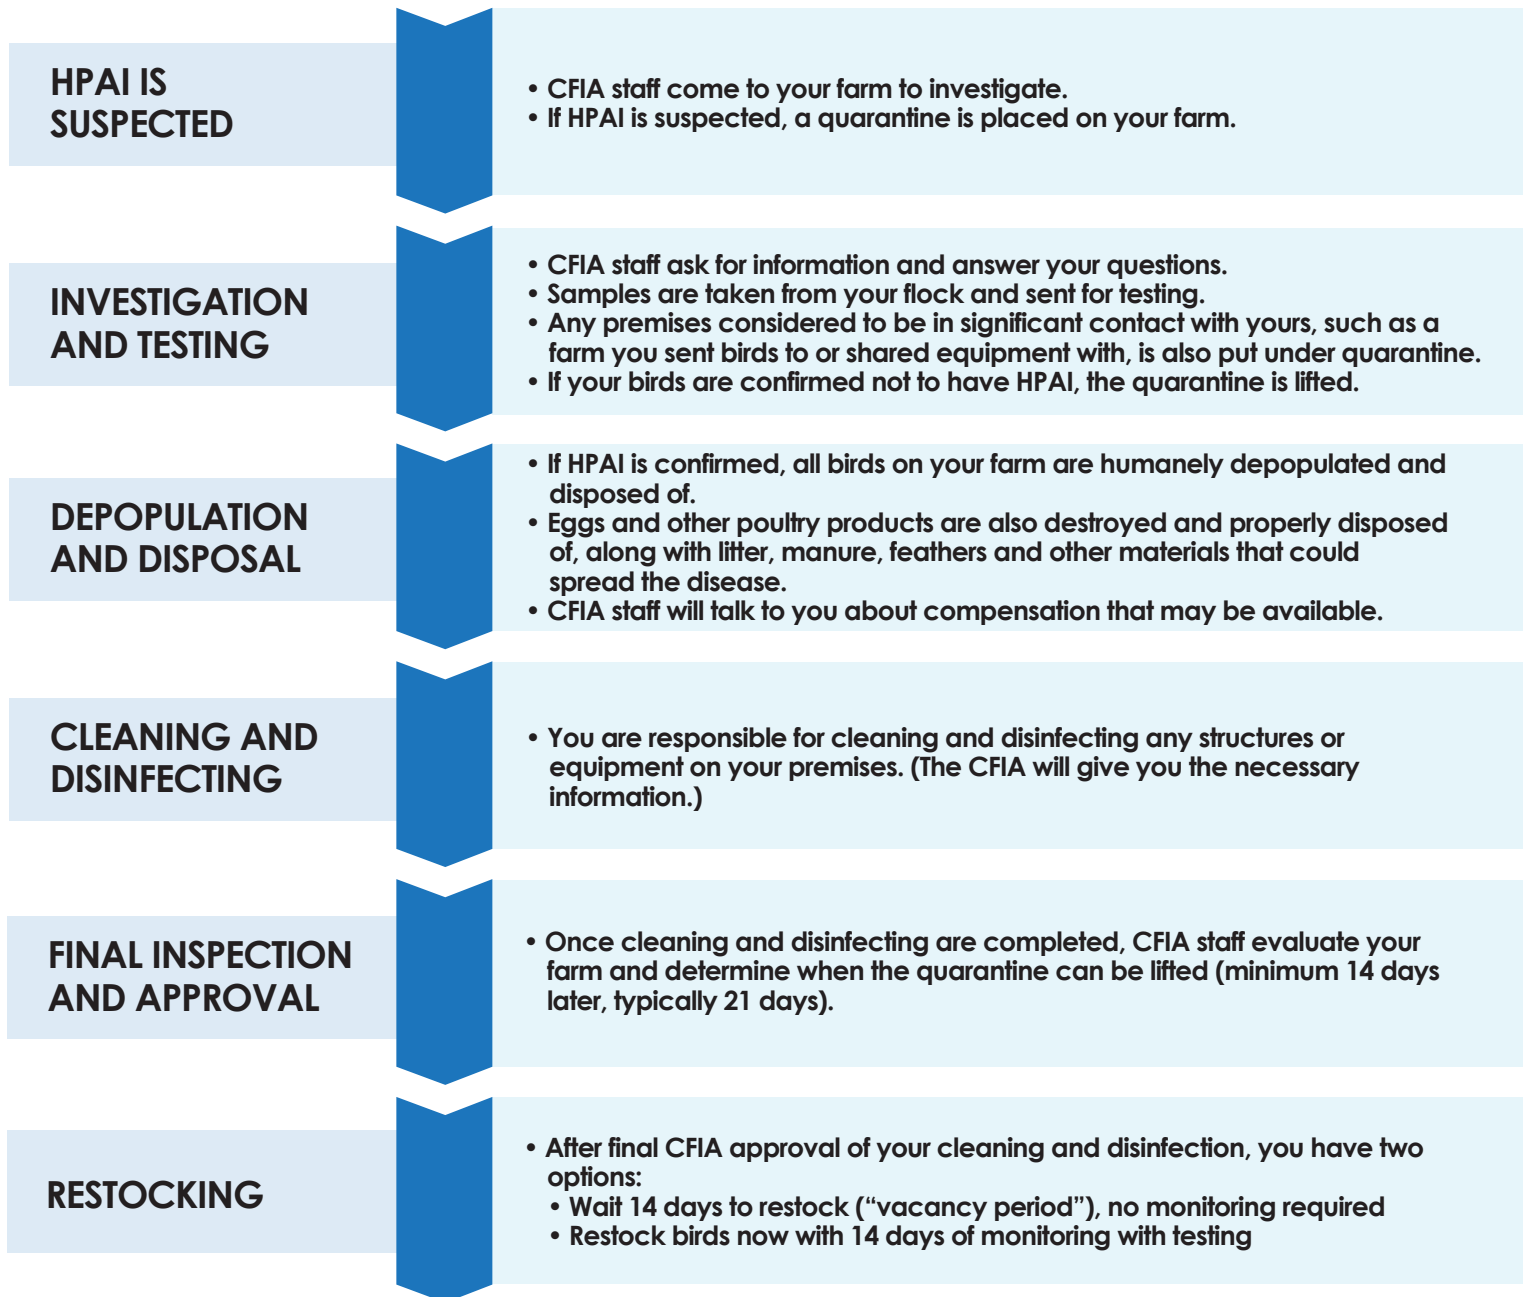 HPAI IS
SUSPECTED
• CFIA staff come to your farm to investigate.
• If HPAI is suspected, a quarantine is placed on your farm.
INVESTIGATION
AND TESTING
• CFIA staff ask for information and answer your questions.
• Samples are taken from your flock and sent for testing.
• Any premises considered to be in significant contact with yours, such as a
farm you sent birds to or shared equipment with, is also put under quarantine.
• If your birds are confirmed not to have HPAI, the quarantine is lifted.
DEPOPULATION
AND DISPOSAL
• If HPAI is confirmed, all birds on your farm are humanely depopulated and
disposed of.
• Eggs and other poultry products are also destroyed and properly disposed
of, along with litter, manure, feathers and other materials that could
spread the disease.
• CFIA staff will talk to you about compensation that may be available.
CLEANING AND
DISINFECTING
• You are responsible for cleaning and disinfecting any structures or
equipment on your premises. (The CFIA will give you the necessary
information.)
FINAL INSPECTION
AND APPROVAL
• Once cleaning and disinfecting are completed, CFIA staff evaluate your
farm and determine when the quarantine can be lifted (minimum 14 days
later, typically 21 days).
RESTOCKING
• After final CFIA approval of your cleaning and disinfection, you have two
options:
• Wait 14 days to restock (“vacancy period”), no monitoring required
• Restock birds now with 14 days of monitoring with testing